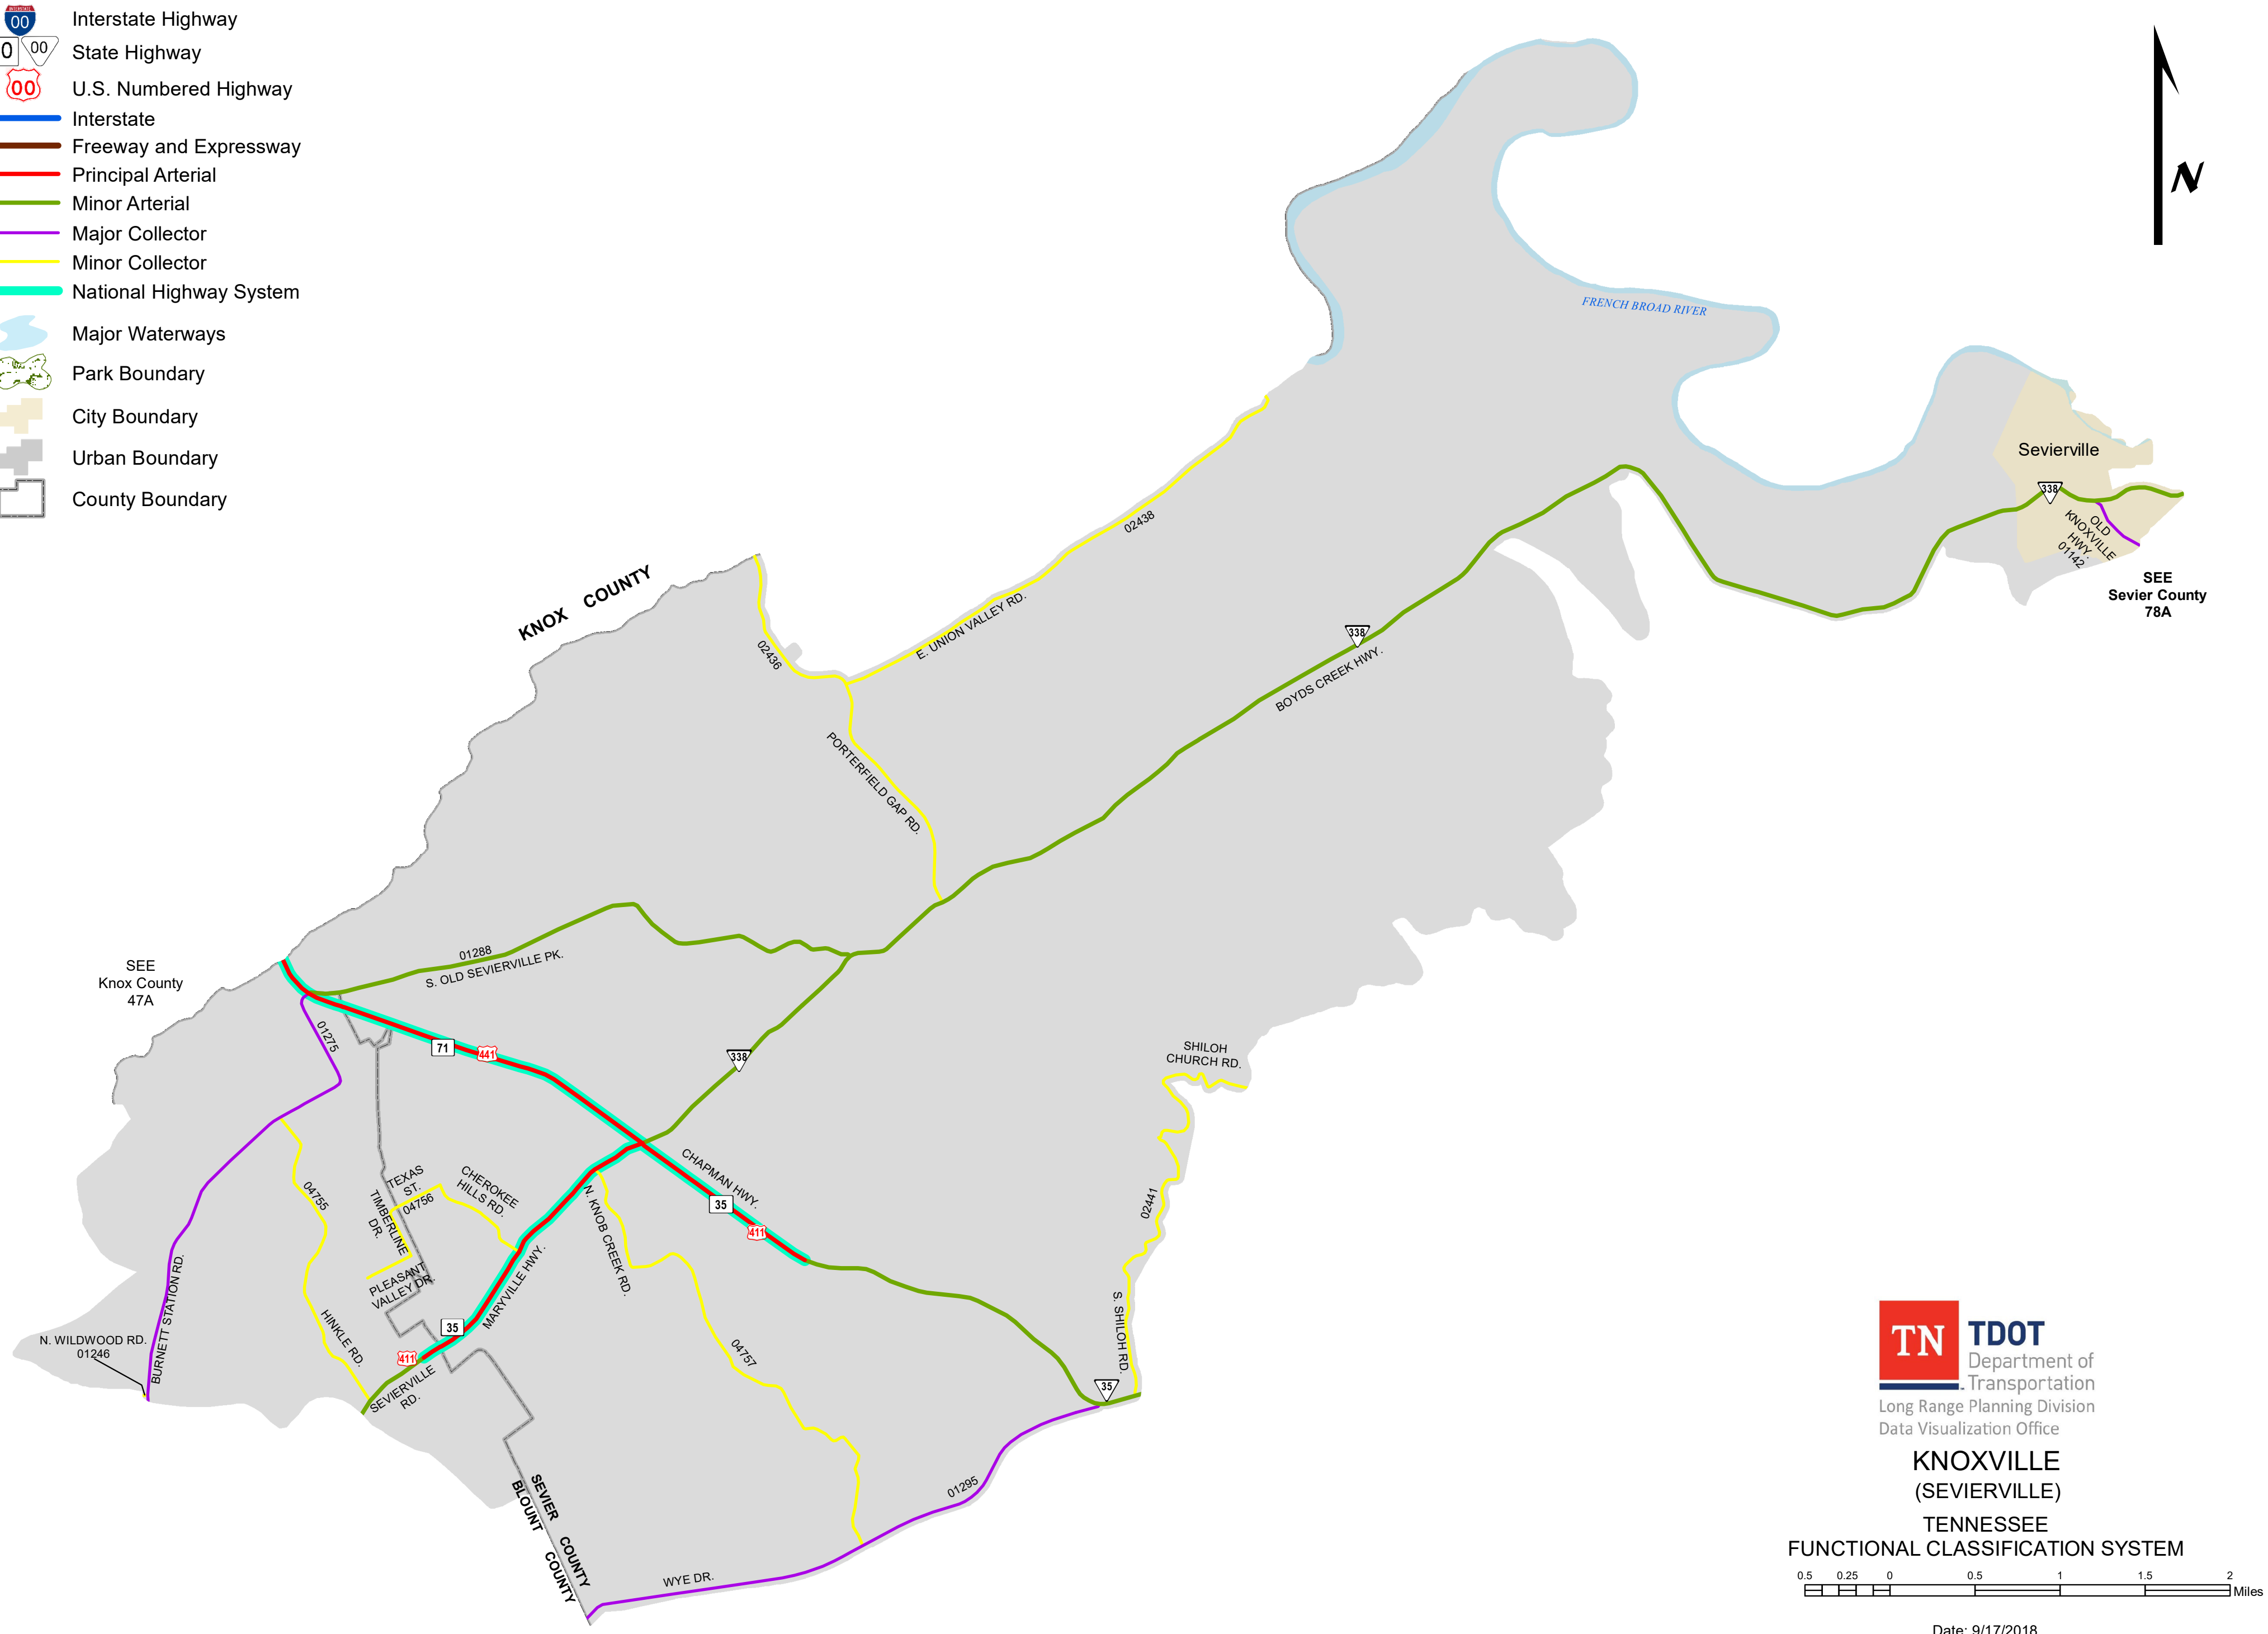 INTERSTATE
00
Interstate Highway
0
00
State Highway
00
U.S. Numbered Highway
Interstate
Freeway and Expressway
Principal Arterial
Minor Arterial
Major Collector
Minor Collector
National Highway System
Major Waterways
Park Boundary
City Boundary
Urban Boundary
County Boundary
N
FRENCH BROAD RIVER
Sevierville
338
OLD
KNOXVILLE
HWY.
01142
SEE
Sevier County
78A
KNOX COUNTY
02438
E. UNION VALLEY RD.
02436
PORTERFIELD GAP RD.
338
BOYDS CREEK HWY.
SEE
Knox County
47A
01288
S. OLD SEVIERVILLE PK.
01275
71
441
338
SHILOH
CHURCH RD.
02441
S. SHILOH RD.
CHAPMAN HWY.
35
411
04755
TEXAS
ST.
04756
TIMBERLINE
DR.
CHEROKEE
HILLS RD.
N. KNOB CREEK RD.
MARYVILLE HWY.
PLEASANT
VALLEY DR.
HINKLE RD.
BURNETT STATION RD.
N. WILDWOOD RD.
01246
35
411
SEVIERVILLE
RD.
04757
35
01295
WYE DR.
SEVIER COUNTY
BLOUNT COUNTY
TN
TDOT
Department of
Transportation
Long Range Planning Division
Data Visualization Office
KNOXVILLE
(SEVIERVILLE)
TENNESSEE
FUNCTIONAL CLASSIFICATION SYSTEM
0.5 0.25 0 0.5 1 1.5 2
Miles
Date: 9/17/2018